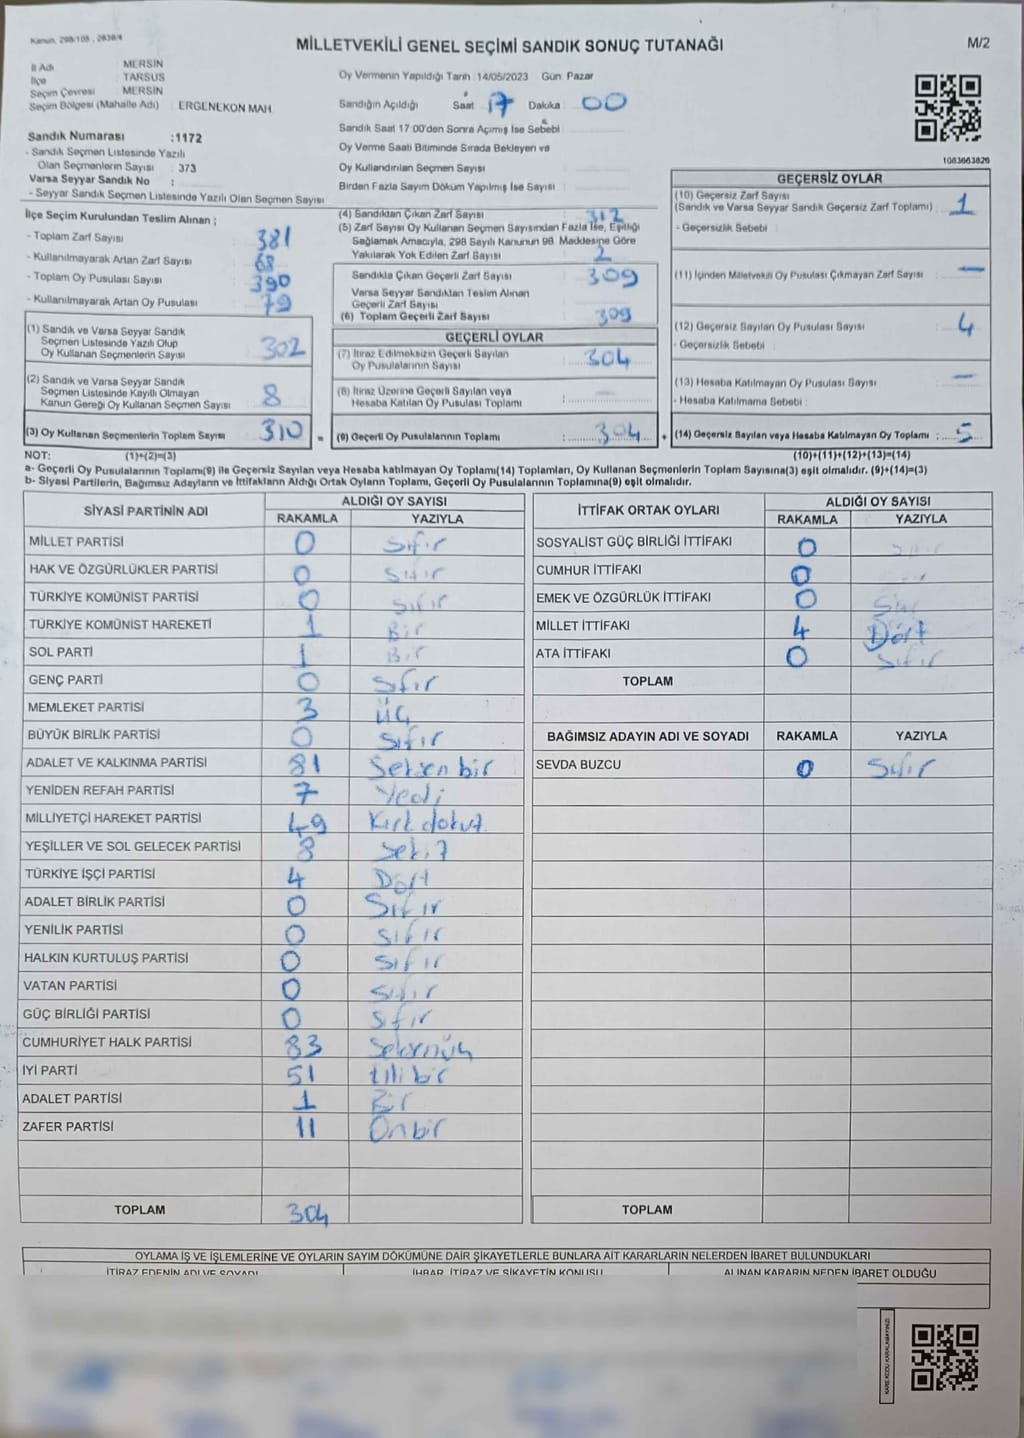 Kanun, 298/105 , 2839/4
MİLLETVEKİLİ GENEL SEÇİMİ SANDIK SONUÇ TUTANAĞI
M/2
İl Adı MERSİN
İlçe TARSUS
Seçim Çevresi MERSİN
Seçim Bölgesi (Mahalle Adı) : ERGENEKON MAH
Sandık Numarası :1172
- Sandık Seçmen Listesinde Yazılı
Olan Seçmenlerin Sayısı : 373
Varsa Seyyar Sandık No :
- Seyyar Sandık Seçmen Listesinde Yazılı Olan Seçmen Sayısı
Oy Vermenin Yapıldığı Tarih :14/05/2023 Gün: Pazar
Sandığın Açıldığı Saat : 17 Dakika : 00
Sandık Saat 17:00'den Sonra Açımış İse Sebebi
Oy Verme Saati Bitiminde Sırada Bekleyen ve
Oy Kullandırılan Seçmen Sayısı
Birden Fazla Sayım Döküm Yapılmış İse Sayısı
1083663826
İlçe Seçim Kurulundan Teslim Alınan ;
- Toplam Zarf Sayısı 381
- Kullanılmayarak Artan Zarf Sayısı 68
- Toplam Oy Pusulası Sayısı 390
- Kullanılmayarak Artan Oy Pusulası 79
(1) Sandık ve Varsa Seyyar Sandık
Seçmen Listesinde Yazılı Olup
Oy Kullanan Seçmenlerin Sayısı : 302
(2) Sandık ve Varsa Seyyar Sandık
Seçmen Listesinde Kayıtlı Olmayan
Kanun Gereği Oy Kullanan Seçmen Sayısı : 8
(3) Oy Kullanan Seçmenlerin Toplam Sayısı : 310 =
(4) Sandıktan Çıkan Zarf Sayısı : 312
(5) Zarf Sayısı Oy Kullanan Seçmen Sayısından Fazla İse, Eşitliği
Sağlamak Amacıyla, 298 Sayılı Kanunun 98. Maddesine Göre
Yakılarak Yok Edilen Zarf Sayısı : 2
Sandıkta Çıkan Geçerli Zarf Sayısı : 309
Varsa Seyyar Sandıktan Teslim Alınan
Geçerli Zarf Sayısı
(6) Toplam Geçerli Zarf Sayısı : 309
GEÇERLİ OYLAR
(7) İtiraz Edilmeksizin Geçerli Sayılan
Oy Pusulalarının Sayısı : 304
(8) İtiraz Üzerine Geçerli Sayılan veya
Hesaba Katılan Oy Pusulası Toplamı : —
(9) Geçerli Oy Pusulalarının Toplamı : 304 +
GEÇERSİZ OYLAR
(10) Geçersiz Zarf Sayısı
(Sandık ve Varsa Seyyar Sandık Geçersiz Zarf Toplamı) : 1
- Geçersizlik Sebebi :
(11) İçinden Milletvekili Oy Pusulası Çıkmayan Zarf Sayısı : —
(12) Geçersiz Sayılan Oy Pusulası Sayısı : 4
- Geçersizlik Sebebi :
(13) Hesaba Katılmayan Oy Pusulası Sayısı : —
- Hesaba Katılmama Sebebi :
(14) Geçersiz Sayılan veya Hesaba Katılmayan Oy Toplamı : 5
NOT: (1)+(2)=(3) (10)+(11)+(12)+(13)=(14)
a- Geçerli Oy Pusulalarının Toplam(9) ile Geçersiz Sayılan veya Hesaba katılmayan Oy Toplamı(14) Toplamları, Oy Kullanan Seçmenlerin Toplam Sayısına(3) eşit olmalıdır. (9)+(14)=(3)
b- Siyasi Partilerin, Bağımsız Adayların ve İttifakların Aldığı Ortak Oyların Toplamı, Geçerli Oy Pusulalarının Toplamına(9) eşit olmalıdır.
SİYASİ PARTİNİN ADI ALDIĞI OY SAYISI
RAKAMLA YAZIYLA
MİLLET PARTİSİ 0 Sıfır
HAK VE ÖZGÜRLÜKLER PARTİSİ 0 Sıfır
TÜRKİYE KOMÜNİST PARTİSİ 0 Sıfır
TÜRKİYE KOMÜNİST HAREKETİ 1 Bir
SOL PARTİ 1 Bir
GENÇ PARTİ 0 Sıfır
MEMLEKET PARTİSİ 3 Üç
BÜYÜK BİRLİK PARTİSİ 0 Sıfır
ADALET VE KALKINMA PARTİSİ 81 Seksen bir
YENİDEN REFAH PARTİSİ 7 Yedi
MİLLİYETÇİ HAREKET PARTİSİ 49 Kırk dokuz
YEŞİLLER VE SOL GELECEK PARTİSİ 8 Sekiz
TÜRKİYE İŞÇİ PARTİSİ 4 Dört
ADALET BİRLİK PARTİSİ 0 Sıfır
YENİLİK PARTİSİ 0 Sıfır
HALKIN KURTULUŞ PARTİSİ 0 Sıfır
VATAN PARTİSİ 0 Sıfır
GÜÇ BİRLİĞİ PARTİSİ 0 Sıfır
CUMHURİYET HALK PARTİSİ 83 Seksenüç
İYİ PARTİ 51 Elli bir
ADALET PARTİSİ 1 Bir
ZAFER PARTİSİ 11 Onbir
TOPLAM 304
İTTİFAK ORTAK OYLARI ALDIĞI OY SAYISI
RAKAMLA YAZIYLA
SOSYALİST GÜÇ BİRLİĞİ İTTİFAKI 0 Sıfır
CUMHUR İTTİFAKI 0
EMEK VE ÖZGÜRLÜK İTTİFAKI 0 Sıfır
MİLLET İTTİFAKI 4 Dört
ATA İTTİFAKI 0 Sıfır
TOPLAM
BAĞIMSIZ ADAYIN ADI VE SOYADI RAKAMLA YAZIYLA
SEVDA BUZCU 0 Sıfır
TOPLAM
OYLAMA İŞ VE İŞLEMLERİNE VE OYLARIN SAYIM DÖKÜMÜNE DAİR ŞİKAYETLERLE BUNLARA AİT KARARLARIN NELERDEN İBARET BULUNDUKLARI
İTİRAZ EDENİN ADI VE SOYADI İHBAR, İTİRAZ VE ŞİKAYETİN KONUSU ALINAN KARARIN NEDEN İBARET OLDUĞU
KARE KODU KARALAMAYINIZ!